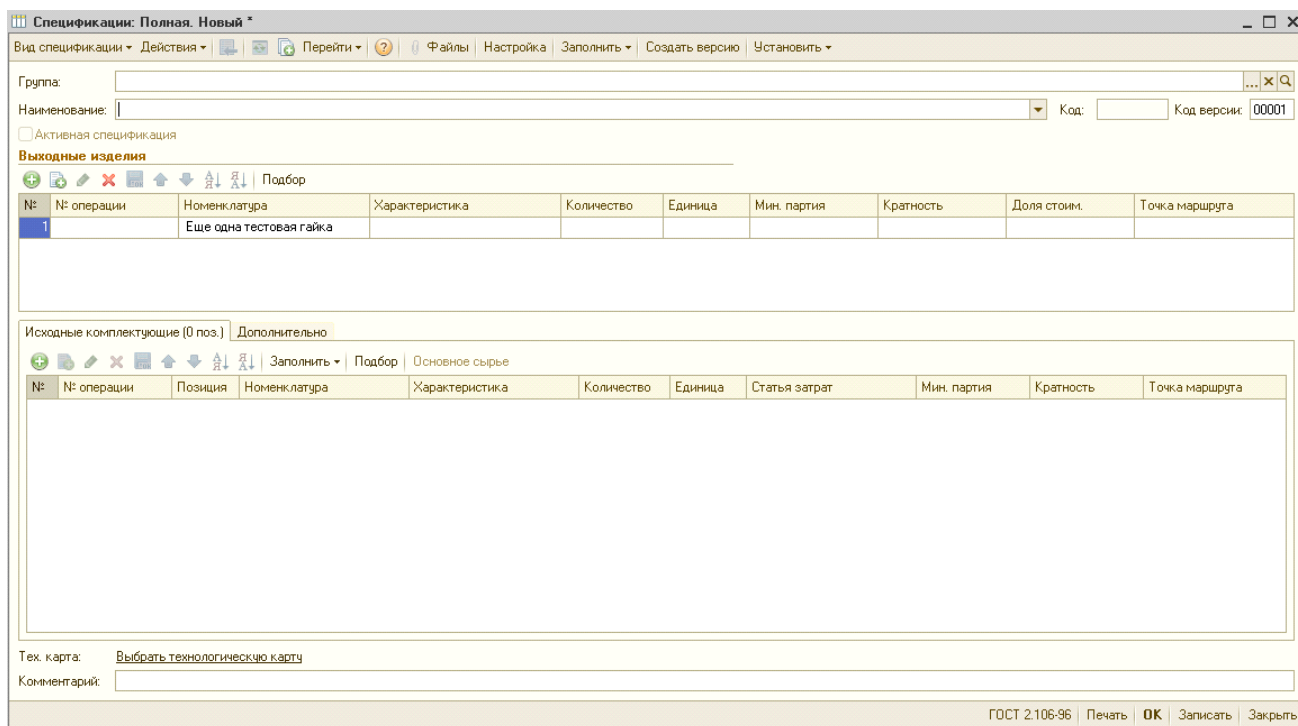 Спецификации: Полная. Новый *
Вид спецификации Действия Перейти Файлы Настройка Заполнить Создать версию Установить
Группа:
Наименование: Код: Код версии: 00001
Активная спецификация
Выходные изделия
Подбор
№ № операции Номенклатура Характеристика Количество Единица Мин. партия Кратность Доля стоим. Точка маршрута
1 Еще одна тестовая гайка
Исходные комплектующие (0 поз.) Дополнительно
Заполнить Подбор Основное сырье
№ № операции Позиция Номенклатура Характеристика Количество Единица Статья затрат Мин. партия Кратность Точка маршрута
Тех. карта: Выбрать технологическую карту
Комментарий:
ГОСТ 2.106-96 Печать OK Записать Закрыть